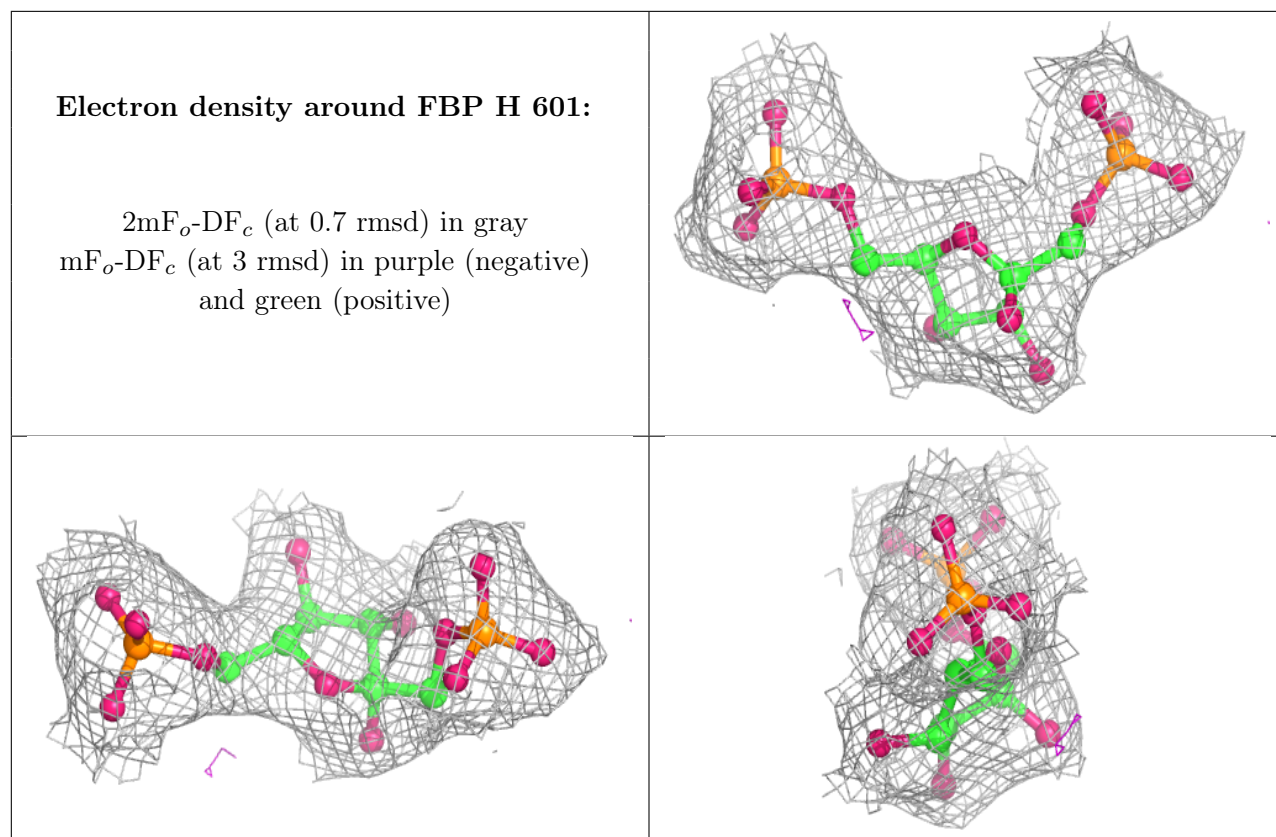 Electron density around FBP H 601:
2mFₒ-DF𝒸 (at 0.7 rmsd) in gray
mFₒ-DF𝒸 (at 3 rmsd) in purple (negative)
and green (positive)